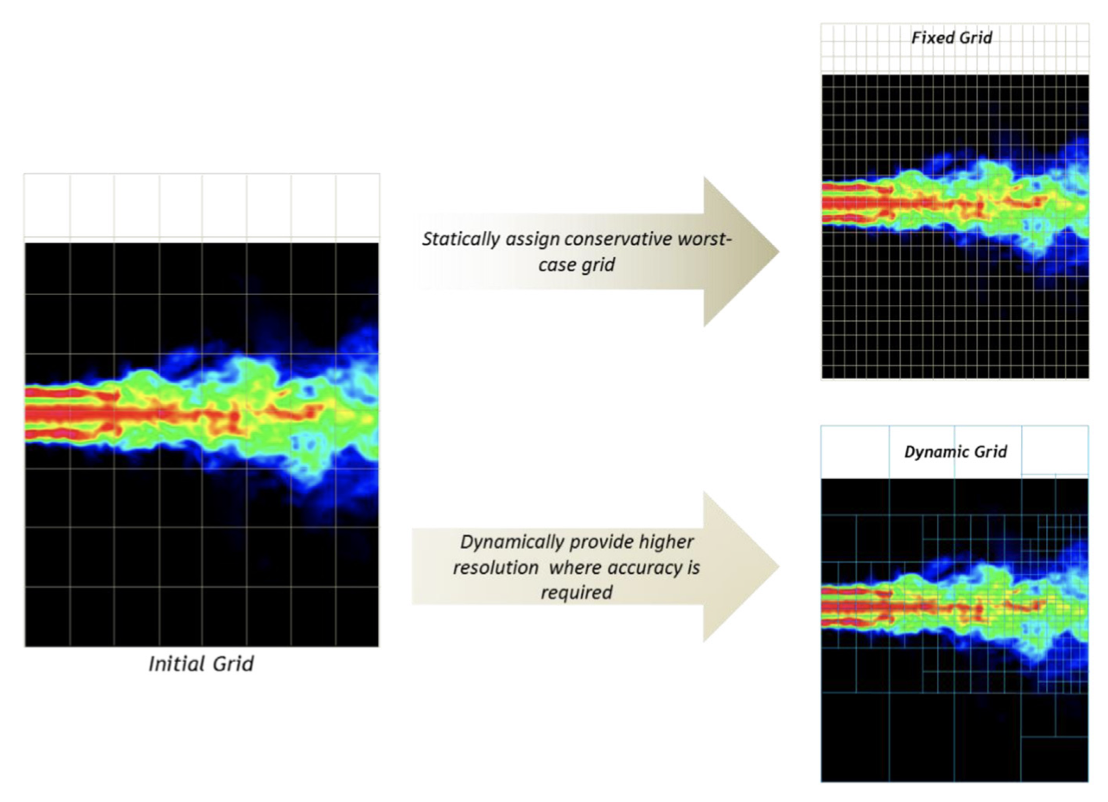 Fixed Grid
Statically assign conservative worst-
case grid
Initial Grid
Dynamic Grid
Dynamically provide higher
resolution where accuracy is
required